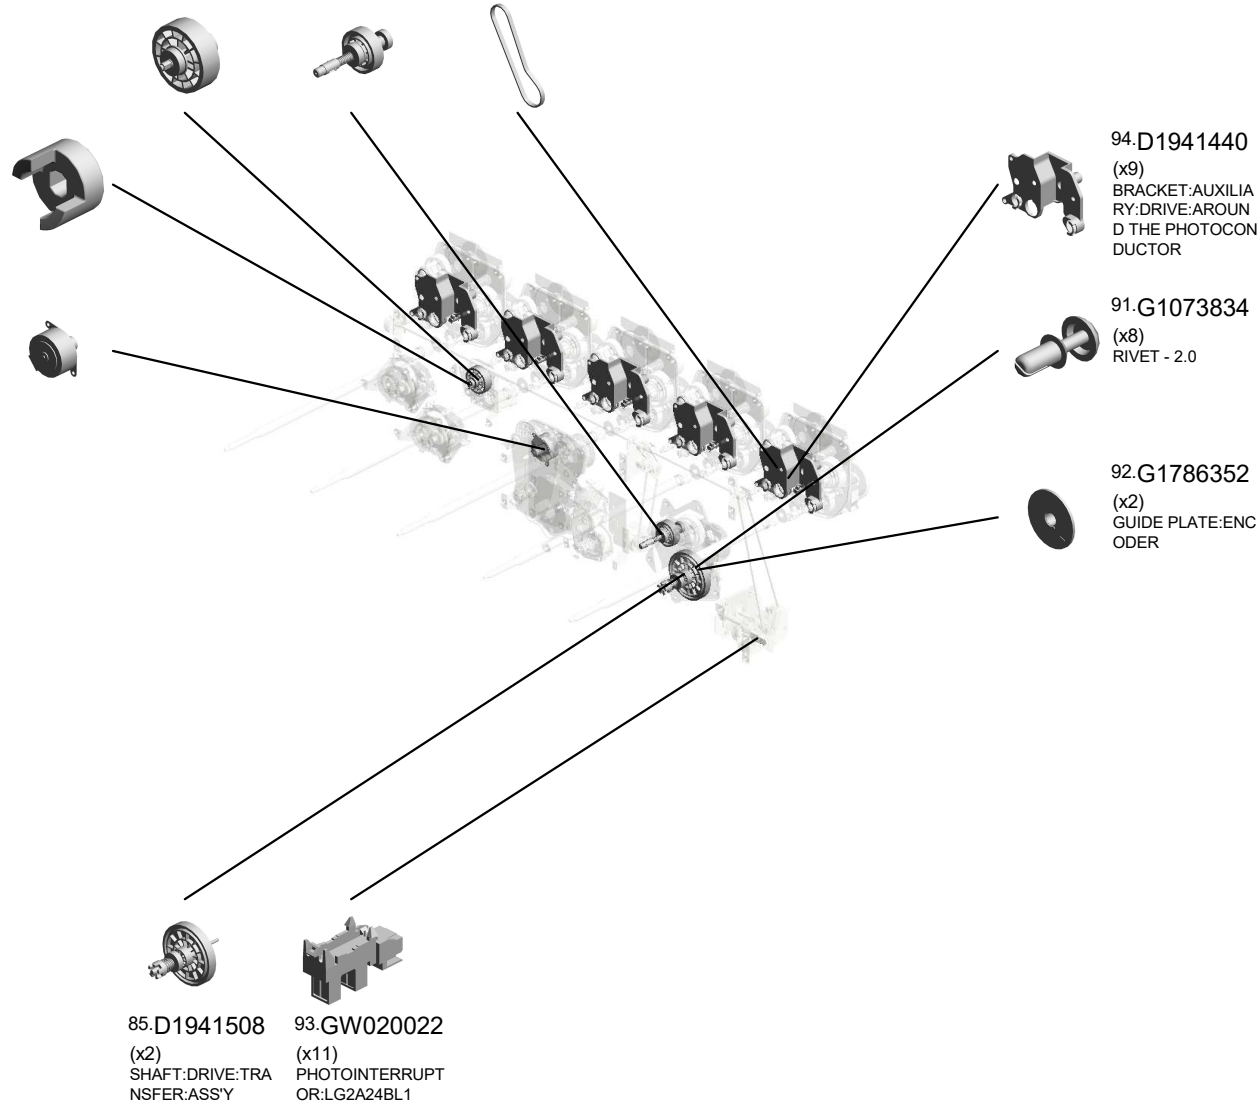 94.D1941440
(x9)
BRACKET:AUXILIA
RY:DRIVE:AROUN
D THE PHOTOCON
DUCTOR
91.G1073834
(x8)
RIVET - 2.0
92.G1786352
(x2)
GUIDE PLATE:ENC
ODER
85.D1941508
(x2)
SHAFT:DRIVE:TRA
NSFER:ASS'Y
93.GW020022
(x11)
PHOTOINTERRUPT
OR:LG2A24BL1